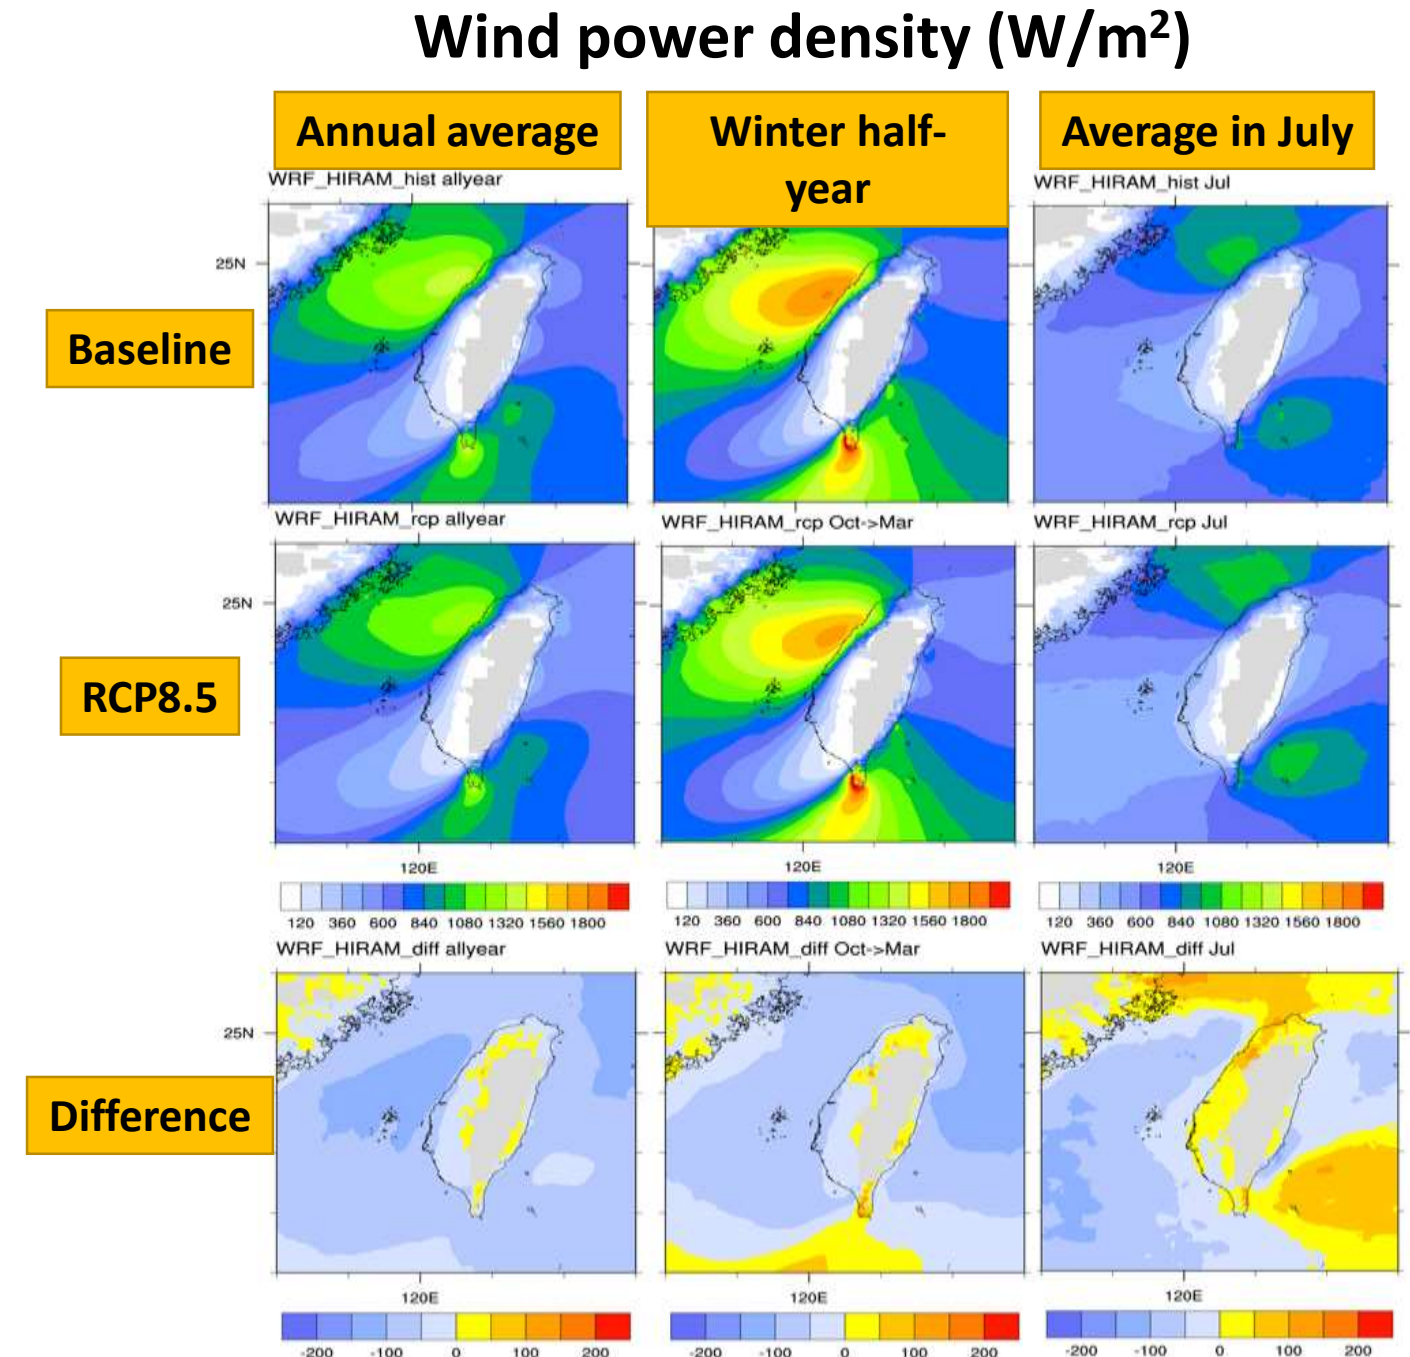 Wind power density (W/m²)
Annual average
Winter half-
year
Average in July
WRF_HIRAM_hist allyear
WRF_HIRAM_hist Jul
25N
Baseline
WRF_HIRAM_rcp allyear
WRF_HIRAM_rcp Oct->Mar
WRF_HIRAM_rcp Jul
25N
RCP8.5
120E 120E 120E
120 360 600 840 1080 1320 1560 1800
120 360 600 840 1080 1320 1560 1800
120 360 600 840 1080 1320 1560 1800
WRF_HIRAM_diff allyear
WRF_HIRAM_diff Oct->Mar
WRF_HIRAM_diff Jul
25N
Difference
120E 120E 120E
-200 -100 0 100 200
-200 -100 0 100 200
-200 -100 0 100 200